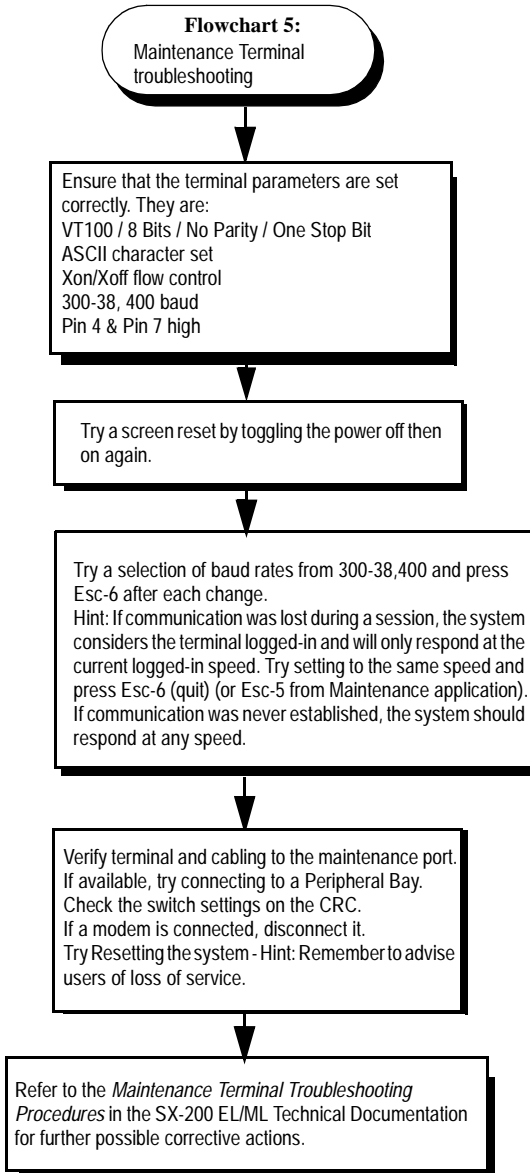 Flowchart 5:
Maintenance Terminal
troubleshooting
Ensure that the terminal parameters are set
correctly. They are:
VT100 / 8 Bits / No Parity / One Stop Bit
ASCII character set
Xon/Xoff flow control
300-38, 400 baud
Pin 4 & Pin 7 high
Try a screen reset by toggling the power off then
on again.
Try a selection of baud rates from 300-38,400 and press
Esc-6 after each change.
Hint: If communication was lost during a session, the system
considers the terminal logged-in and will only respond at the
current logged-in speed. Try setting to the same speed and
press Esc-6 (quit) (or Esc-5 from Maintenance application).
If communication was never established, the system should
respond at any speed.
Verify terminal and cabling to the maintenance port.
If available, try connecting to a Peripheral Bay.
Check the switch settings on the CRC.
If a modem is connected, disconnect it.
Try Resetting the system - Hint: Remember to advise
users of loss of service.
Refer to the Maintenance Terminal Troubleshooting
Procedures in the SX-200 EL/ML Technical Documentation
for further possible corrective actions.